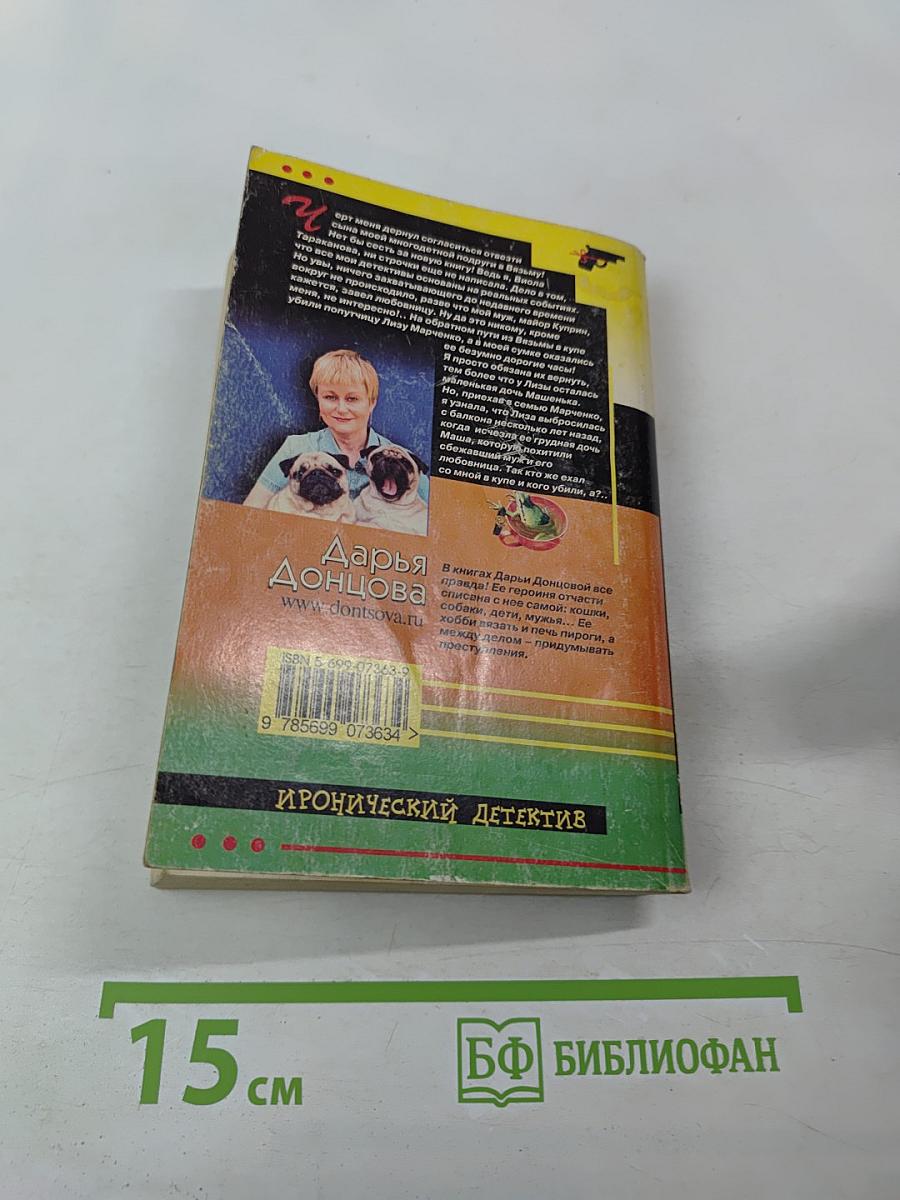 Черт меня дернул согласиться отвезти
сына моей многодетной подруги в Вязьму!
Нет бы сесть за новую книгу! Ведь я, Виола
Тараканова, ни строчки еще не написала. Дело в том,
что все мои детективы основаны на реальных событиях.
Но увы, ничего захватывающего до недавнего времени
вокруг не происходило, разве что мой муж, майор Куприн,
кажется, завел любовницу. Ну да это никому, кроме
меня, не интересно!.. На обратном пути из Вязьмы в купе
убили попутчицу Лизу Марченко, а в моей сумке оказались
ее безумно дорогие часы!
Я просто обязана их вернуть,
тем более что у Лизы осталась
маленькая дочь Машенька.
Но, приехав в семью Марченко,
я узнала, что Лиза выбросилась
с балкона несколько лет назад,
когда исчезла ее грудная дочь
Маша, которую похитили
сбежавший муж и его
любовница. Так кто же ехал
со мной в купе и кого убили, а?..
Дарья
Донцова
www.dontsova.ru
В книгах Дарьи Донцовой все
правда! Ее героиня отчасти
списана с нее самой: кошки,
собаки, дети, мужья... Ее
хобби вязать и печь пироги, а
между делом – придумывать
преступления.
ISBN 5-699-07363-9
9 785699 073634 >
ИРОНИЧЕСКИЙ ДЕТЕКТИВ
15 см
БФ БИБЛИОФАН